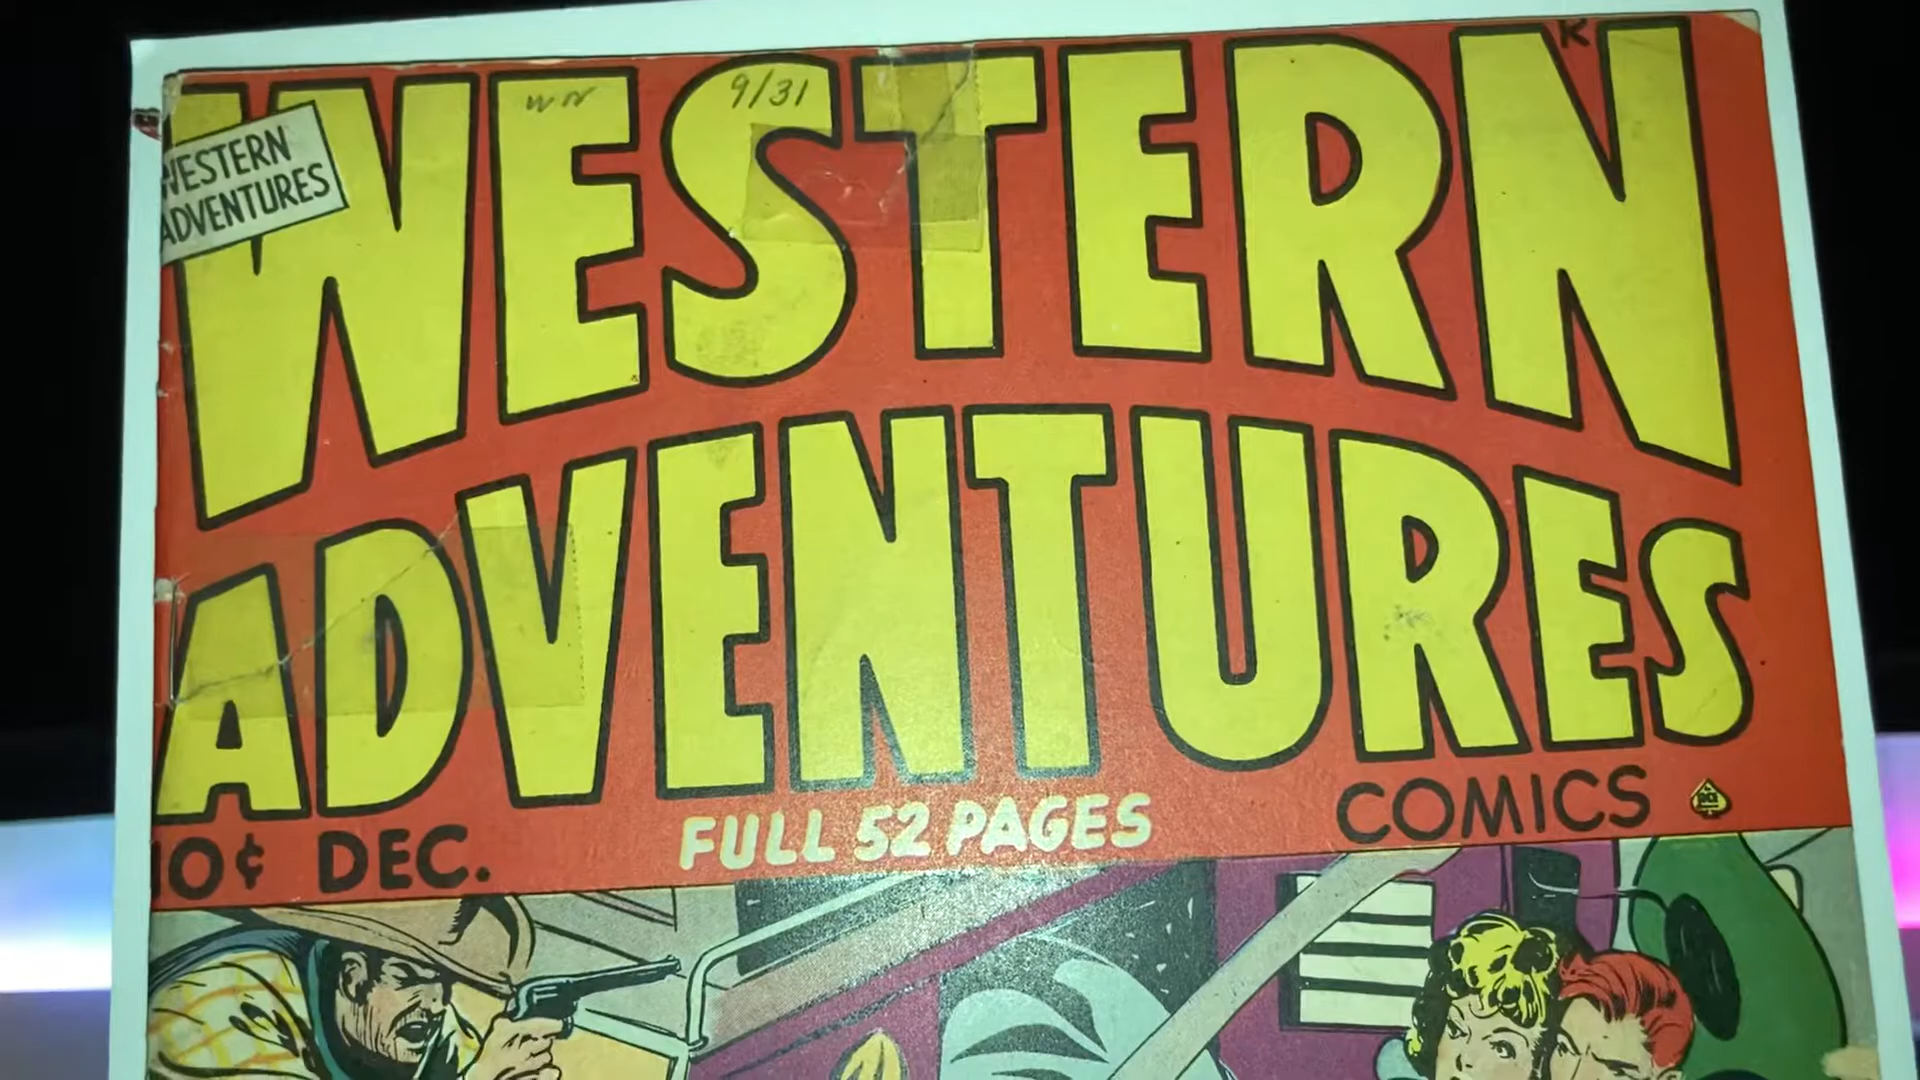 WN 9/31
K
WESTERN
ADVENTURES
WESTERN
ADVENTURES
COMICS
10¢ DEC.
FULL 52 PAGES